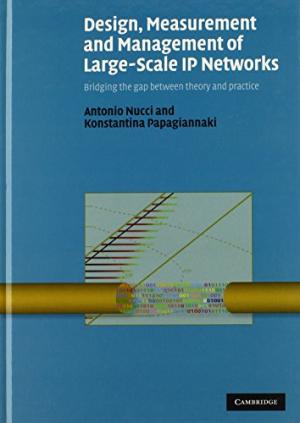 Design, Measurement
and Management of
Large-Scale IP Networks
Bridging the gap between theory and practice
Antonio Nucci and
Konstantina Papagiannaki
CAMBRIDGE